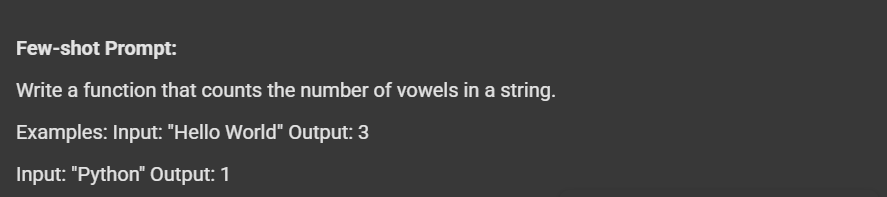 Few-shot Prompt:
Write a function that counts the number of vowels in a string.
Examples: Input: "Hello World" Output: 3
Input: "Python" Output: 1